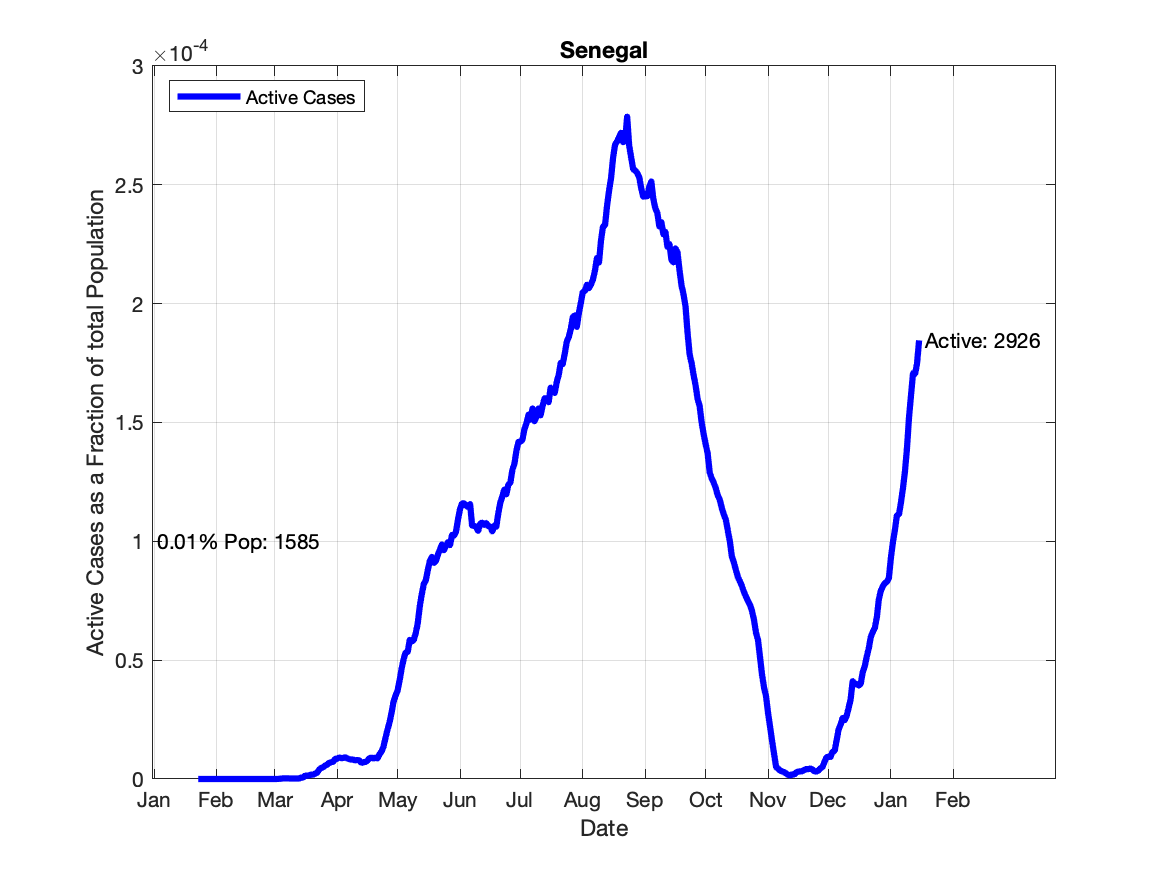 Senegal
×10-4
Active Cases
3
2.5
2
1.5
1
0.5
0
Active Cases as a Fraction of total Population
0.01% Pop: 1585
Active: 2926
Jan Feb Mar Apr May Jun Jul Aug Sep Oct Nov Dec Jan Feb
Date